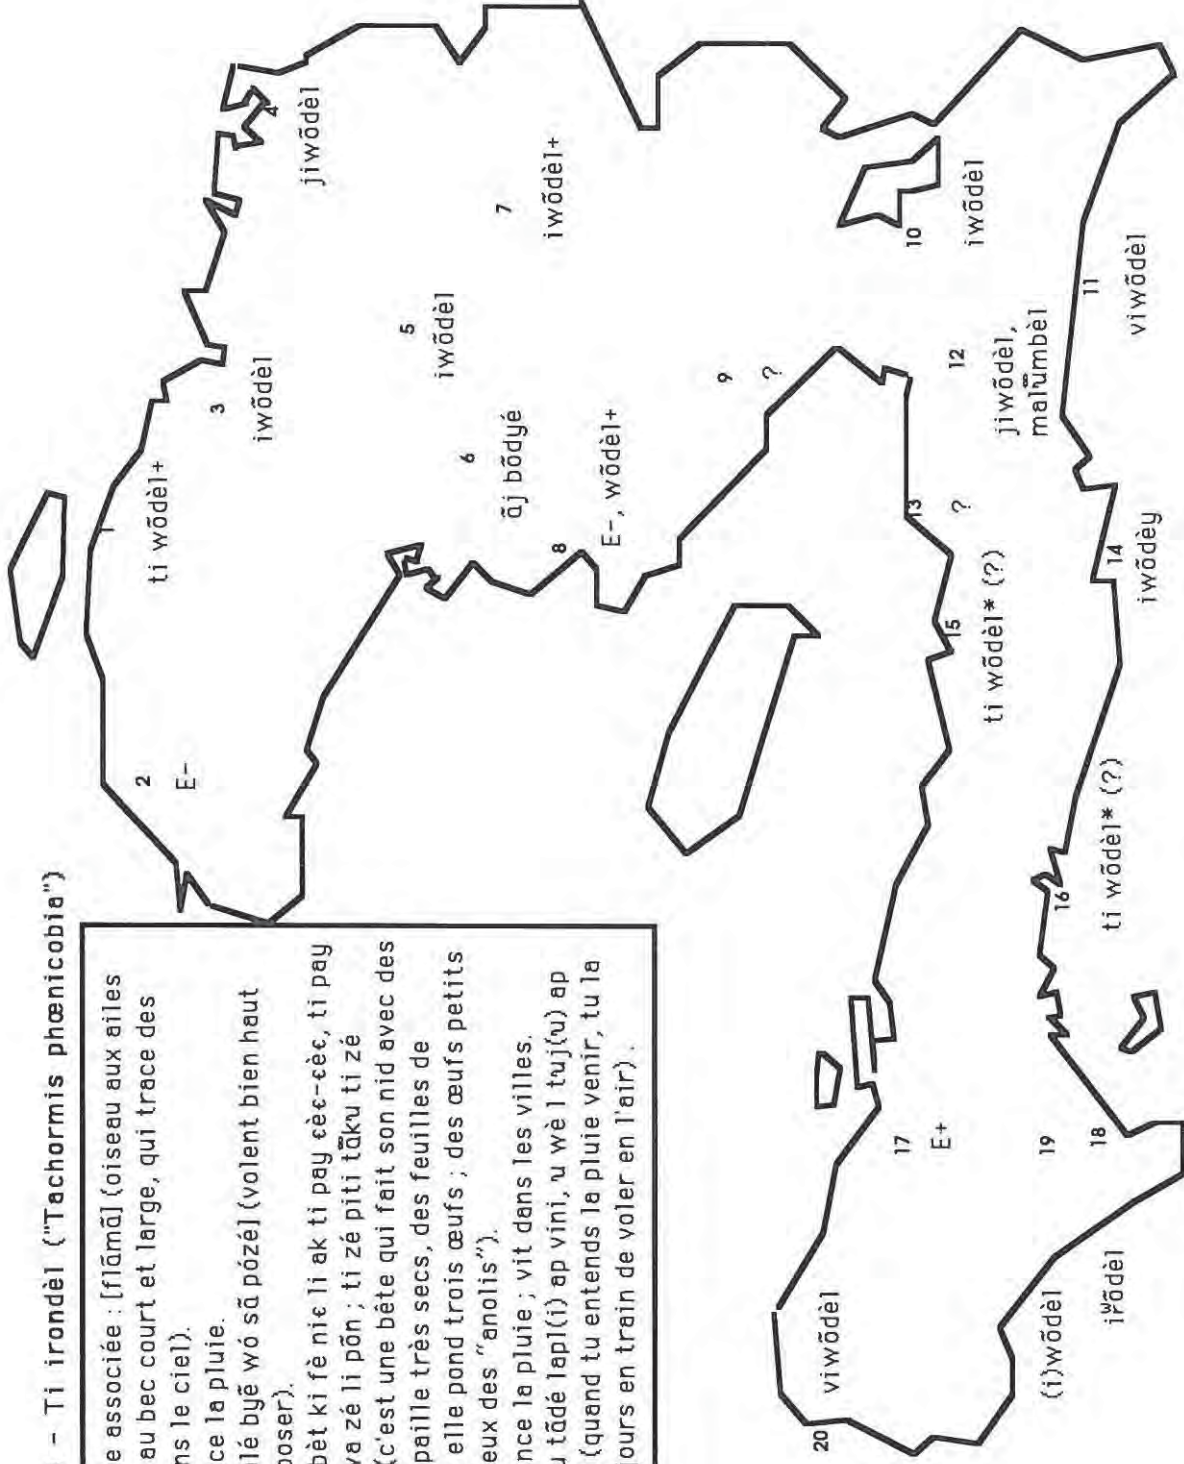 - Ti irondèl ("Tachormis phœnicobia")
e associée : [flãmã] (oiseau aux ailes
au bec court et large, qui trace des
ns le ciel).
ce la pluie.
lé byẽ wó sã pózé] (volent bien haut
poser).
bèt ki fè niɛ li ak ti pay ɛèɛ-ɛèɛ, ti pay
va zé li põn ; ti zé piti tãkʋ ti zé
(c'est une bête qui fait son nid avec des
paille très secs, des feuilles de
elle pond trois œufs ; des œufs petits
eux des "anolis").
nce la pluie ; vit dans les villes.
u tãdé lapl(i) ap vini, ʋ wè l tʋj(ʋ) ap
(quand tu entends la pluie venir, tu la
jours en train de voler en l'air).
1
ti wõdèl+
2
E-
3
iwõdèl
4
jiwõdèl
5
iwõdèl
6
ãj bõdyé
7
iwõdèl+
8
E-, wõdèl+
9
?
10
iwõdèl
11
viwõdèl
12
jiwõdèl,
13
?
14
iwõdèy
15
ti wõdèl* (?)
16
ti wõdèl* (?)
17
E+
18
19
(i)wõdèl
20
viwõdèl